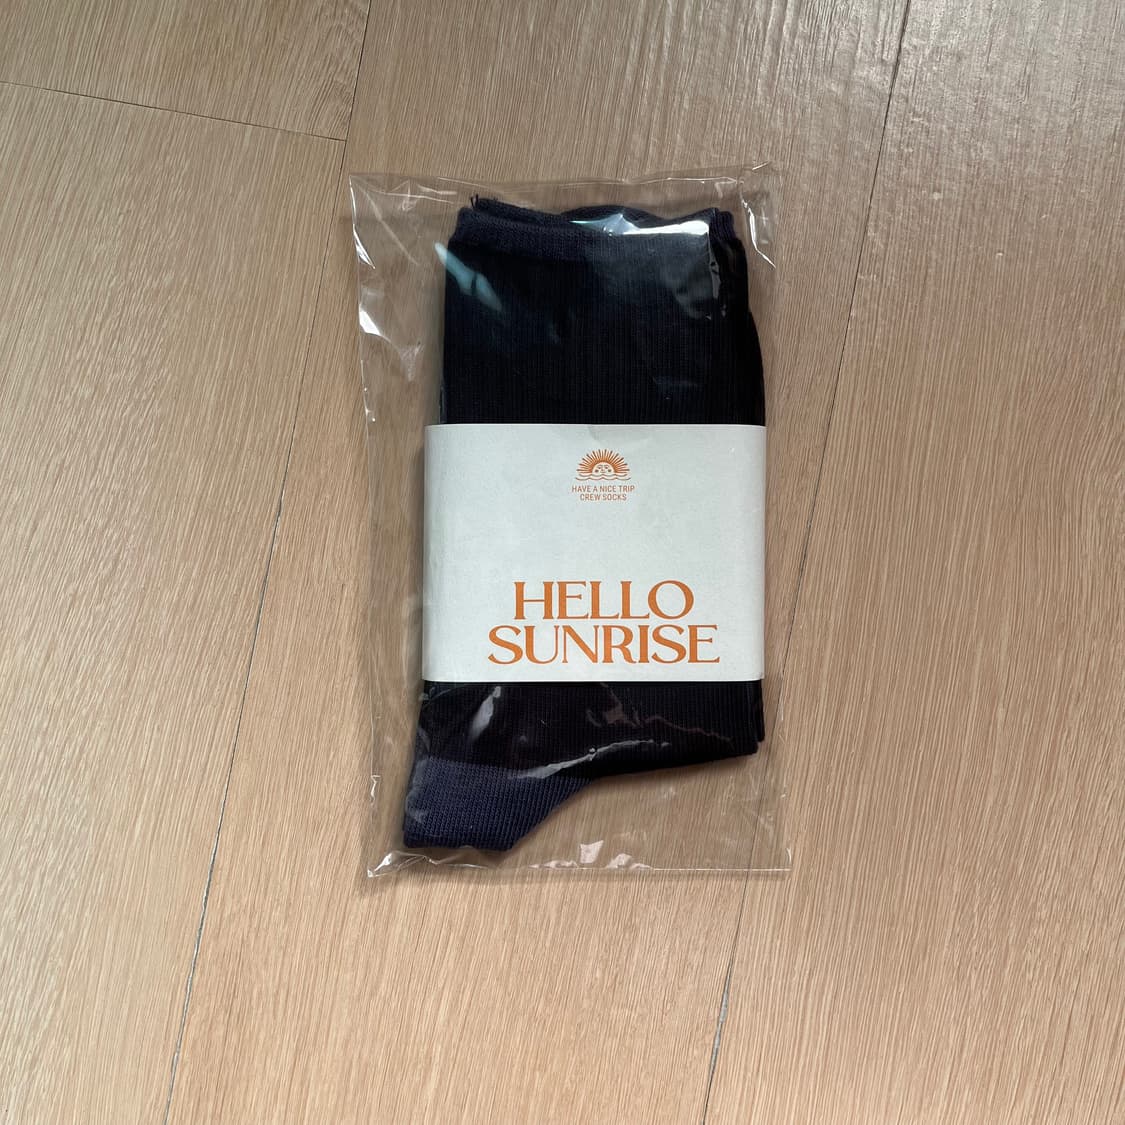 HAVE A NICE TRIP
CREW SOCKS
HELLO
SUNRISE